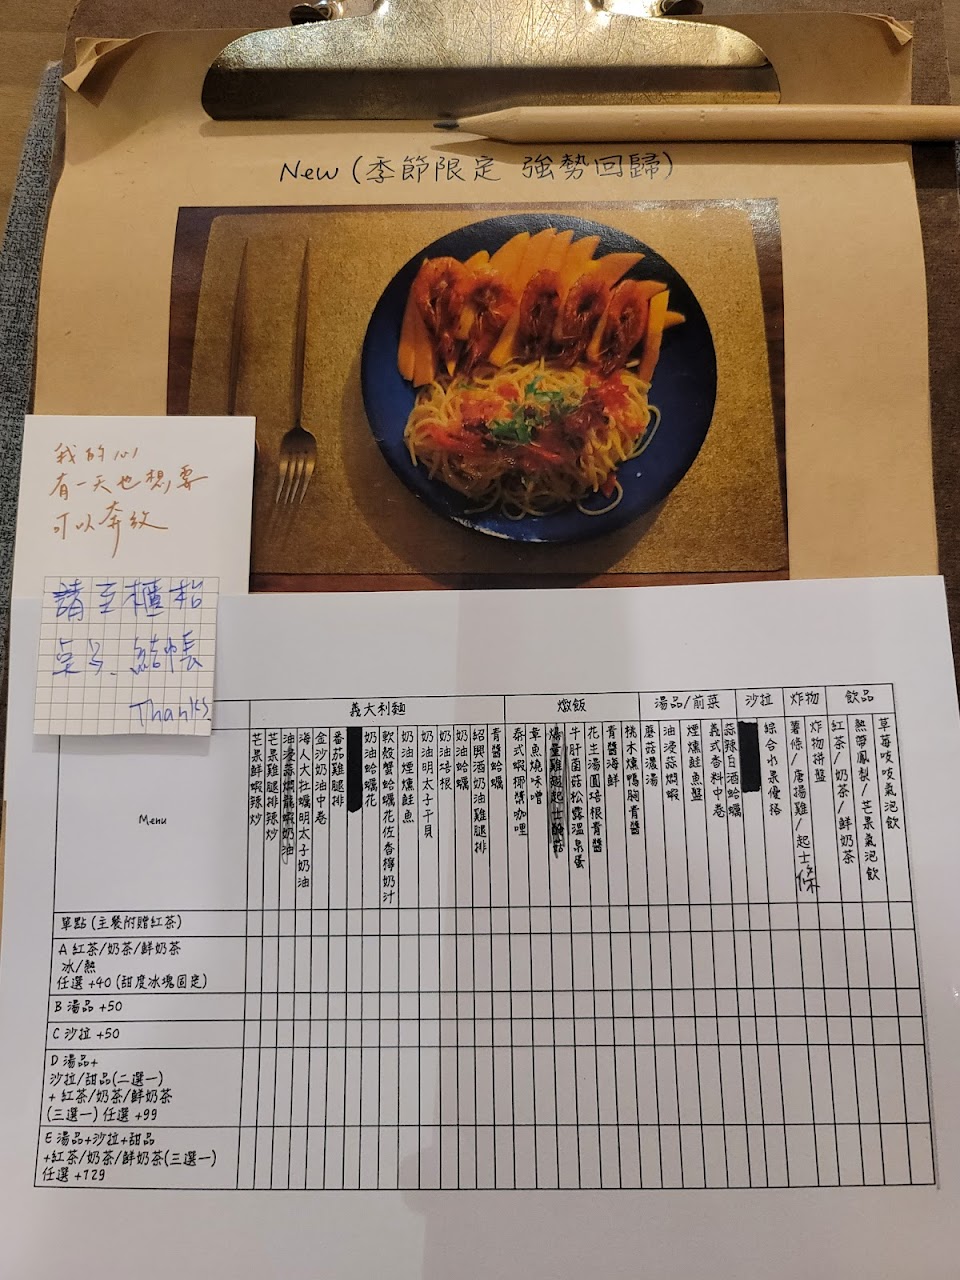 New (季節限定 強勢回歸)
我的心
有一天也想要
可以奔放
請至櫃枱
桌號 結帳
Thanks
Menu
義大利麵
燉飯
湯品/前菜
沙拉
炸物
飲品
芒果鮮蝦辣炒
芒果雞腿辣炒
油浸蒜燜龍蝦奶油
海人大牡蠣明太子奶油
金沙奶油中卷
番茄雞腿排
奶油蛤蠣花
軟殼蟹蛤蠣花佐香檸奶汁
奶油煙燻鮭魚
奶油明太子干貝
奶油培根
奶油蛤蠣
紹興酒奶油雞腿排
青醬蛤蠣
泰式蝦椰漿咖哩
章魚燒味噌
牛肝菌菇松露溫泉蛋
花生湯圓培根青醬
青醬海鮮
桃木燻鴨胸青醬
蘑菇濃湯
油浸蒜燜蝦
煙燻鮭魚盤
義式香料中卷
蒜辣白酒蛤蠣
綜合水果優格
薯條/唐揚雞/起士條
炸物拼盤
紅茶/奶茶/鮮奶茶
熱帶鳳梨/芒果氣泡飲
草莓吱吱氣泡飲
單點 (主餐附贈紅茶)
A 紅茶/奶茶/鮮奶茶
冰/熱
任選 +40 (甜度冰塊固定)
B 湯品 +50
C 沙拉 +50
D 湯品+
沙拉/甜品(二選一)
+ 紅茶/奶茶/鮮奶茶
(三選一) 任選 +99
E 湯品+沙拉+甜品
+紅茶/奶茶/鮮奶茶(三選一)
任選 +129